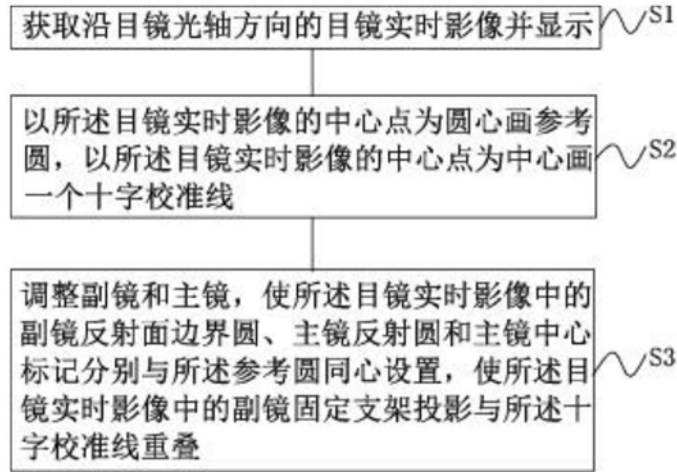 获取沿目镜光轴方向的目镜实时影像并显示
S1
以所述目镜实时影像的中心点为圆心画参考
圆，以所述目镜实时影像的中心点为中心画
一个十字校准线
S2
调整副镜和主镜，使所述目镜实时影像中的
副镜反射面边界圆、主镜反射圆和主镜中心
标记分别与所述参考圆同心设置，使所述目
镜实时影像中的副镜固定支架投影与所述十
字校准线重叠
S3